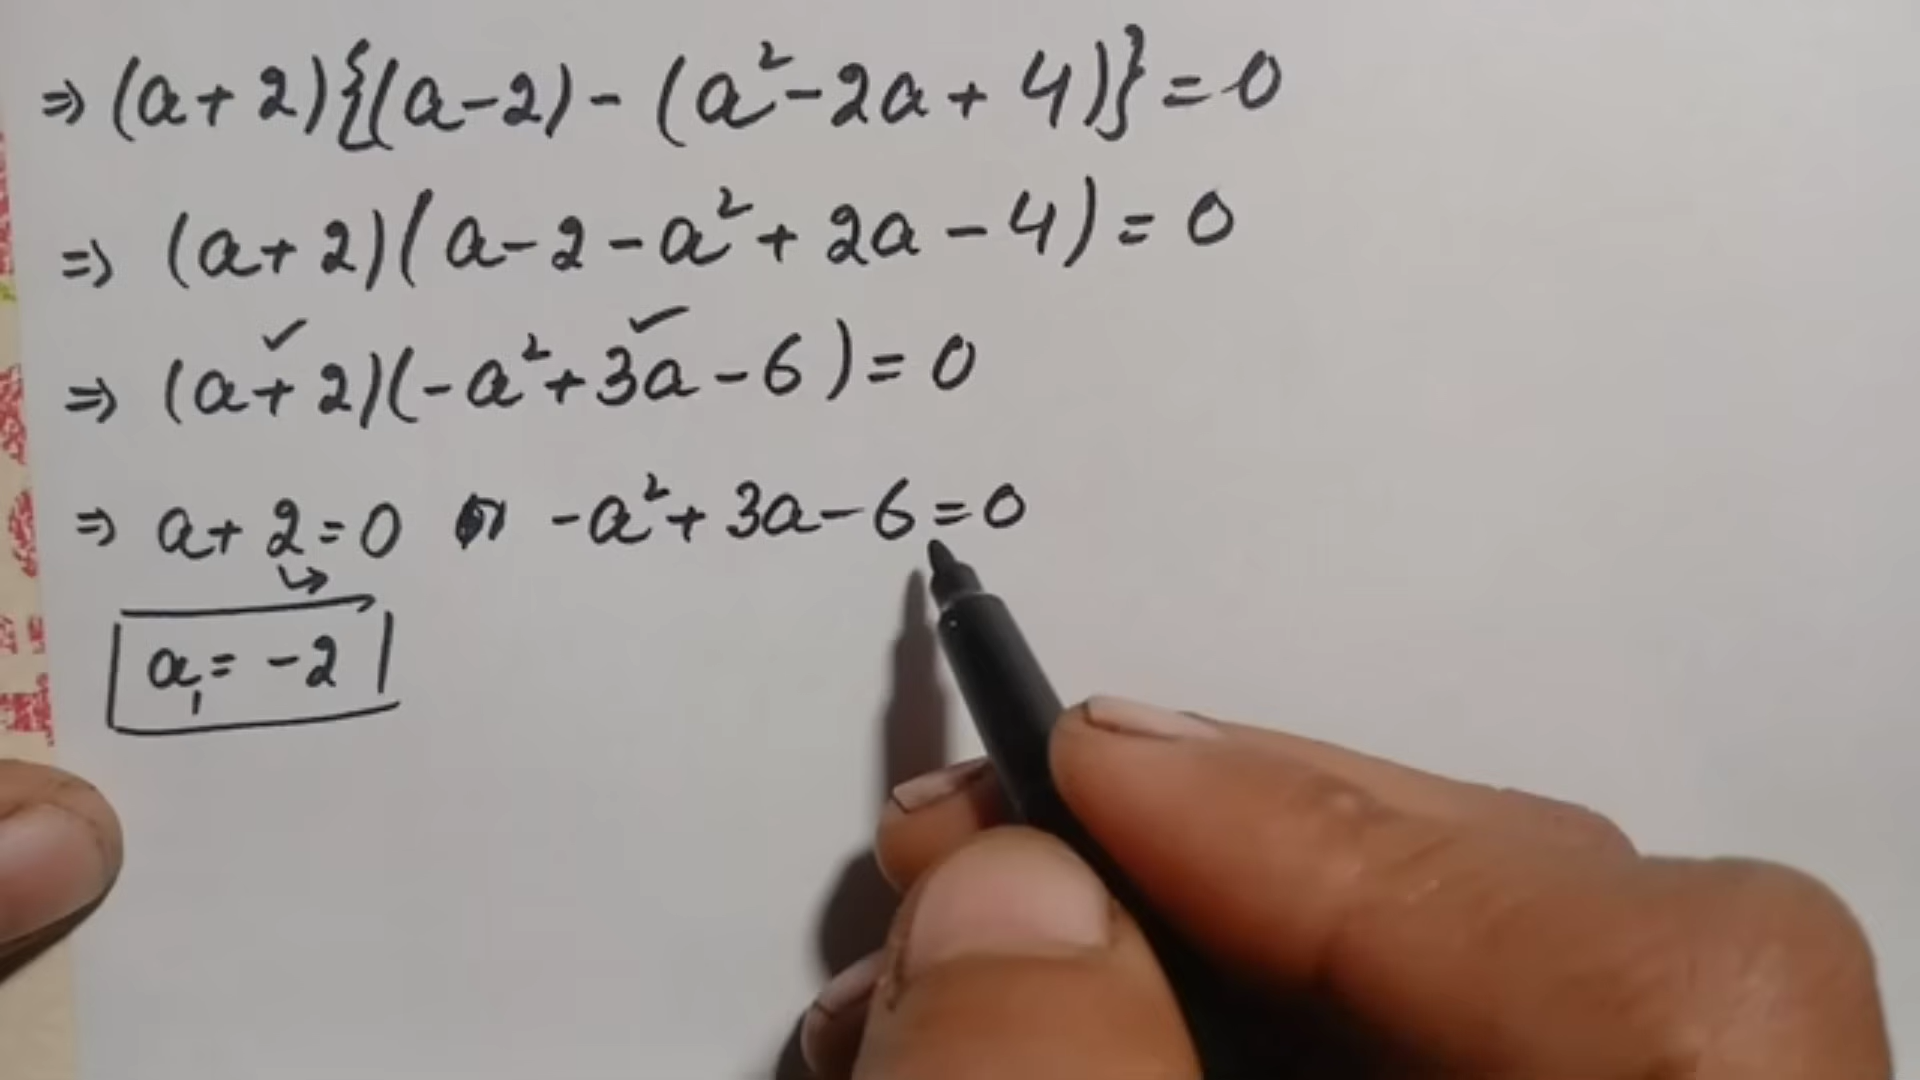 ⇒ (a+2){(a-2) - (a²-2a+4)} = 0
⇒ (a+2)(a-2-a²+2a-4) = 0
⇒ (a+2)(-a²+3a-6) = 0
⇒ a+2=0 or -a²+3a-6=0
a₁ = -2